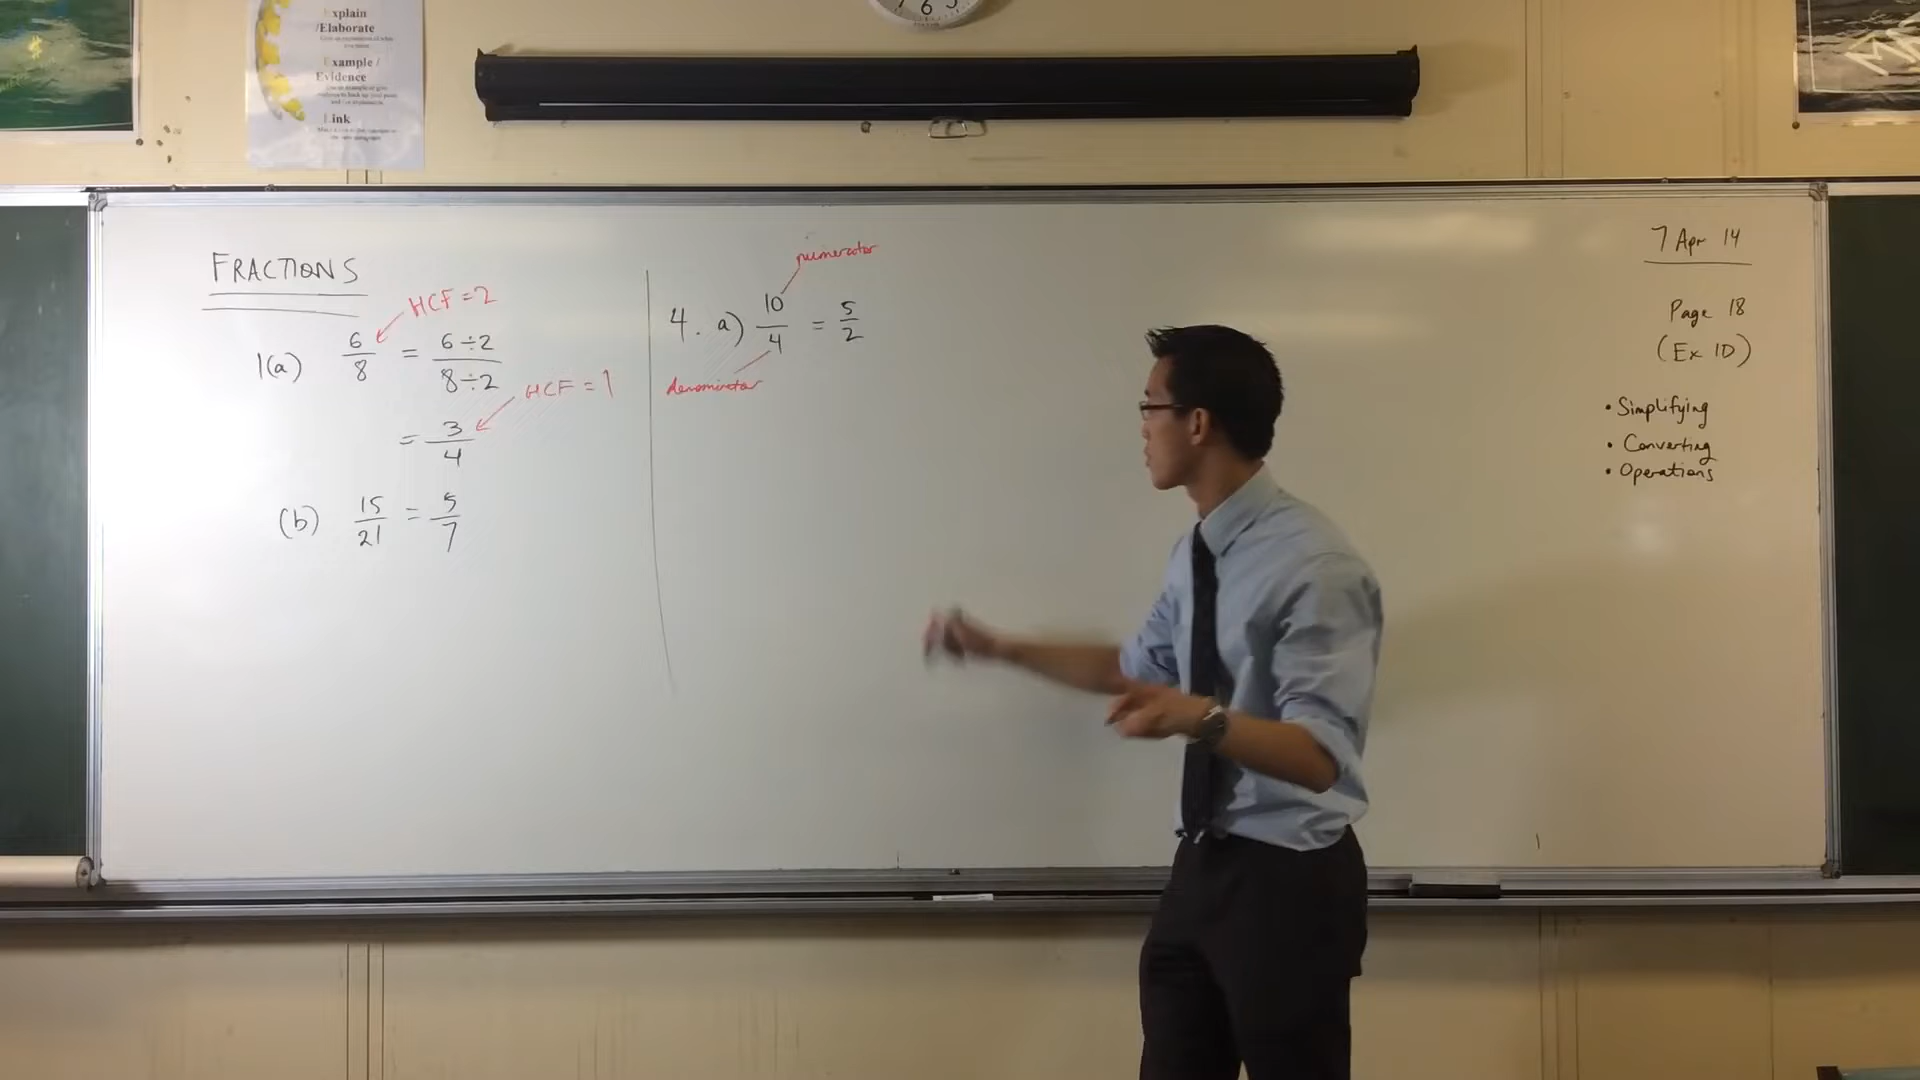 Explain
/Elaborate
Example /
Evidence
Link
6
FRACTIONS
HCF = 2
1(a) 6/8 = 6÷2/8÷2
HCF = 1
= 3/4
(b) 15/21 = 5/7
numerator
4. a) 10/4 = 5/2
denominator
7 Apr 14
Page 18
(Ex 1D)
• Simplifying
• Converting
• Operations